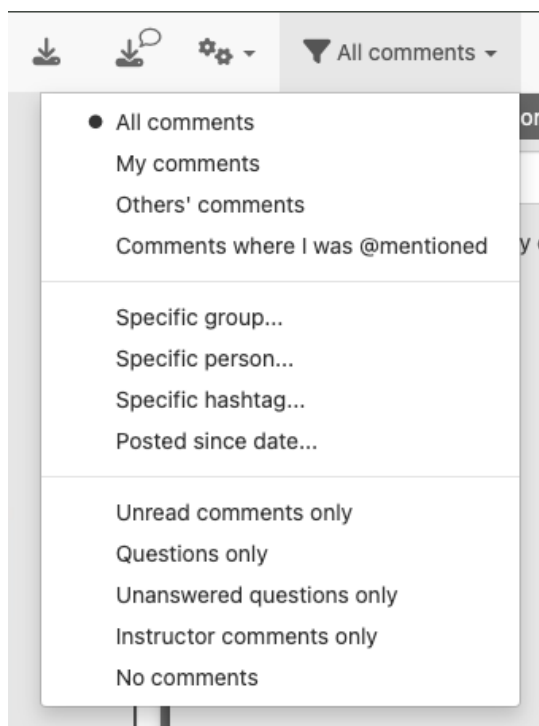 All comments
All comments
My comments
Others' comments
Comments where I was @mentioned
Specific group...
Specific person...
Specific hashtag...
Posted since date...
Unread comments only
Questions only
Unanswered questions only
Instructor comments only
No comments